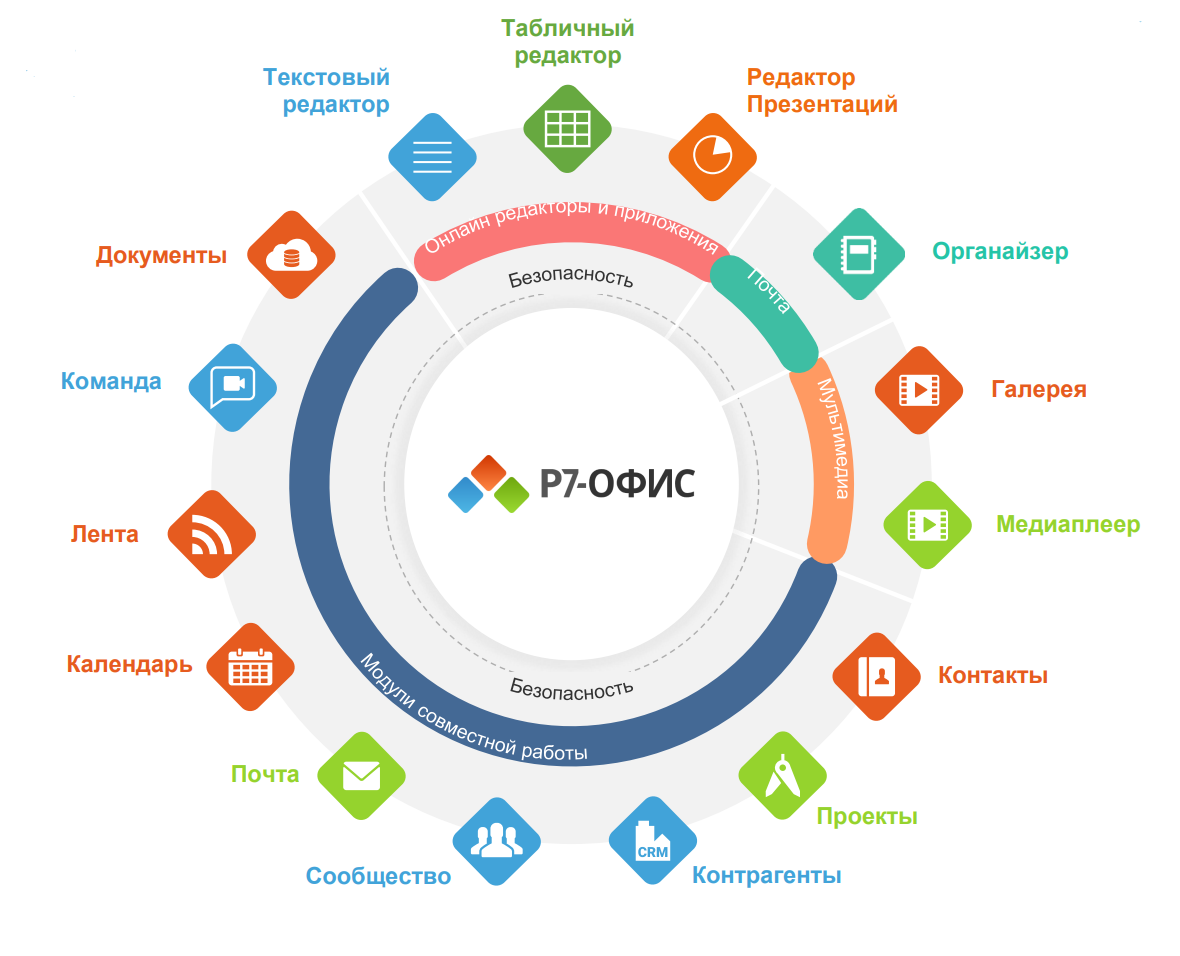 Табличный
редактор
Текстовый
редактор
Редактор
Презентаций
Онлайн редакторы и приложения
Безопасность
Почта
Органайзер
Документы
Команда
Галерея
Мультимедиа
Р7-ОФИС
Лента
Медиаплеер
Календарь
Контакты
Безопасность
Модули совместной работы
Почта
Проекты
CRM
Сообщество
Контрагенты